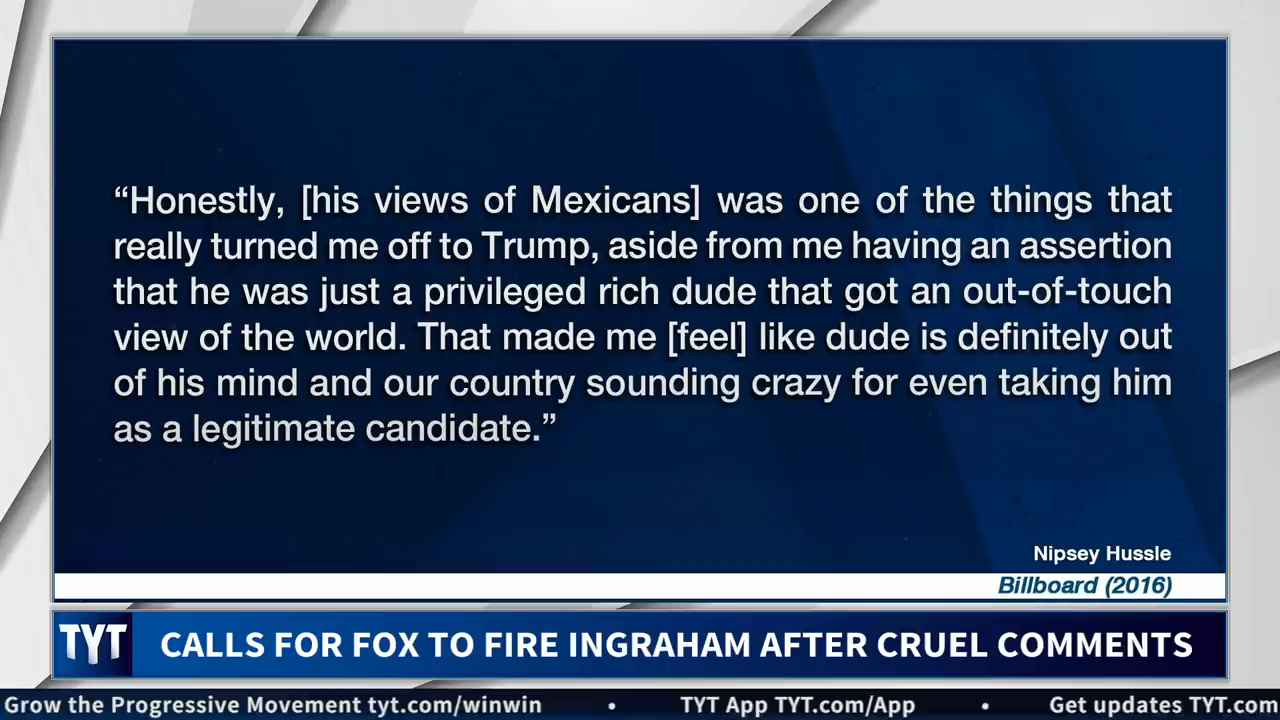 “Honestly, [his views of Mexicans] was one of the things that
really turned me off to Trump, aside from me having an assertion
that he was just a privileged rich dude that got an out-of-touch
view of the world. That made me [feel] like dude is definitely out
of his mind and our country sounding crazy for even taking him
as a legitimate candidate.”
Nipsey Hussle
Billboard (2016)
TYT CALLS FOR FOX TO FIRE INGRAHAM AFTER CRUEL COMMENTS
Grow the Progressive Movement tyt.com/winwin • TYT App TYT.com/App • Get updates TYT.com